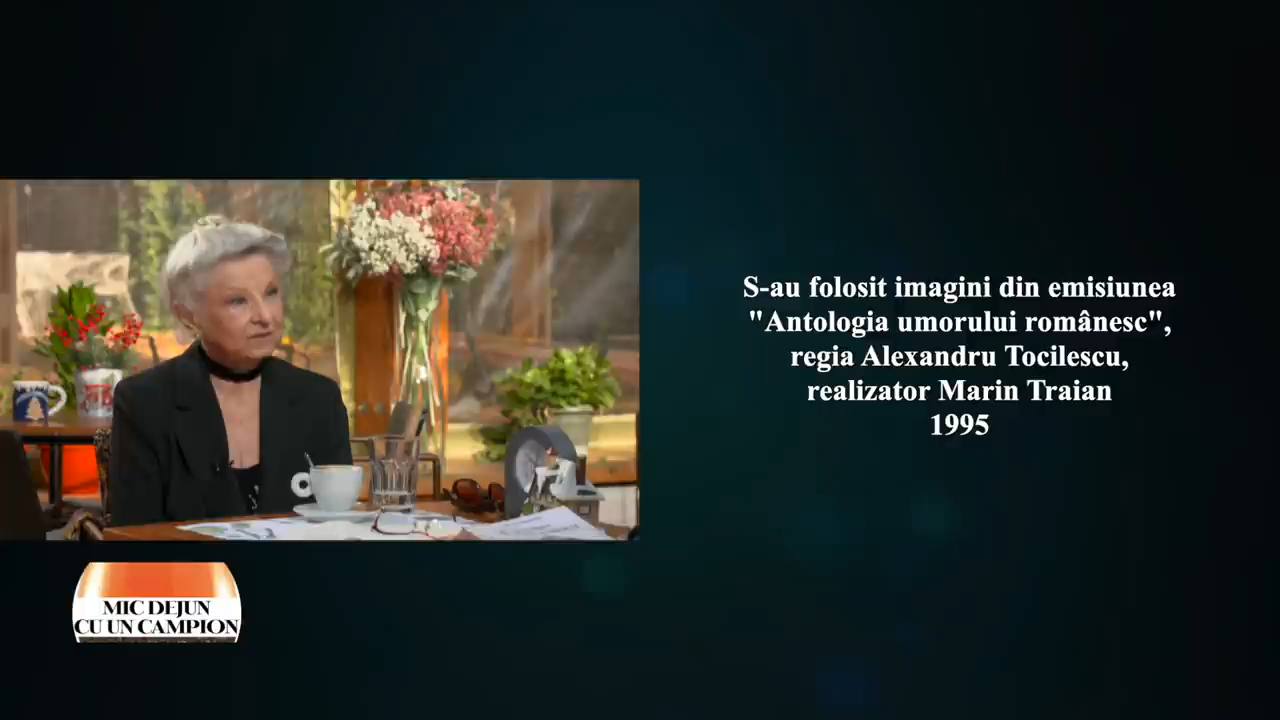 S-au folosit imagini din emisiunea
"Antologia umorului românesc",
regia Alexandru Tocilescu,
realizator Marin Traian
1995
MIC DEJUN
CU UN CAMPION